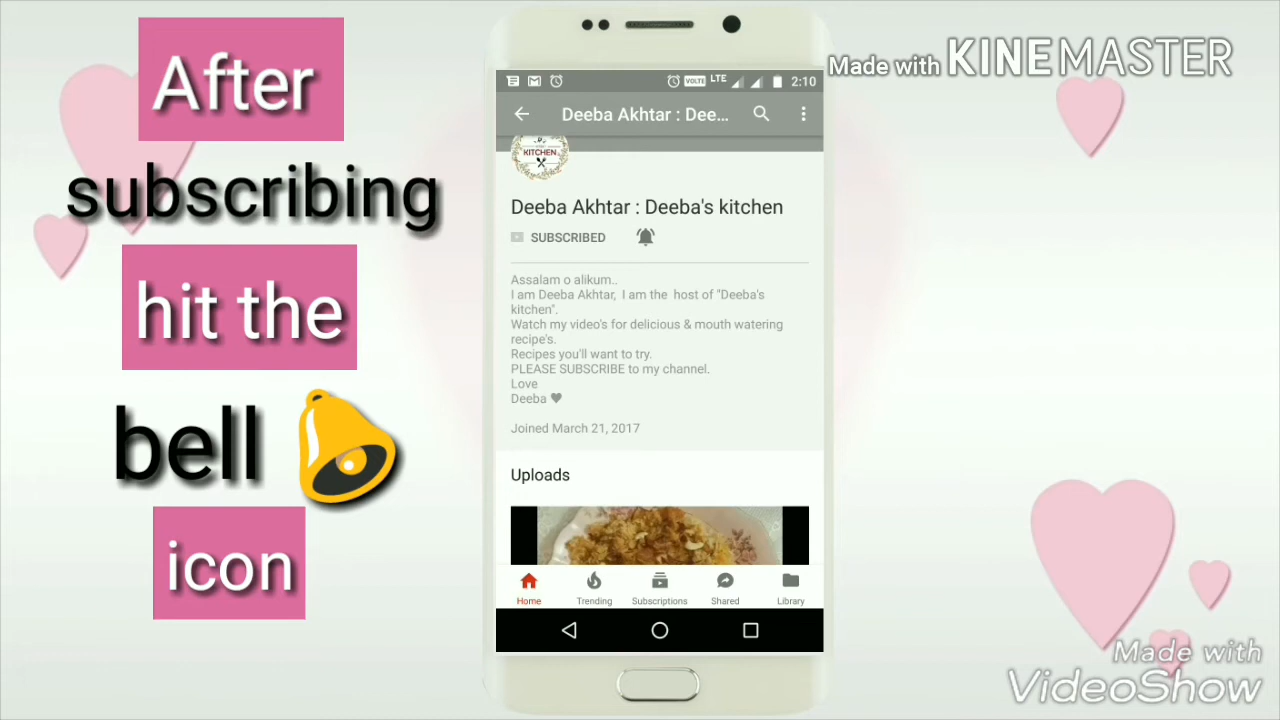 After
subscribing
hit the
bell
icon
Made with KINEMASTER
VOLTE LTE 2:10
Deeba Akhtar : Dee...
KITCHEN
Deeba Akhtar : Deeba's kitchen
SUBSCRIBED
Assalam o alikum..
I am Deeba Akhtar, I am the host of "Deeba's
kitchen".
Watch my video's for delicious & mouth watering
recipe's.
Recipes you'll want to try.
PLEASE SUBSCRIBE to my channel.
Love
Deeba ♥
Joined March 21, 2017
Uploads
Home Trending Subscriptions Shared Library
Made with
VideoShow